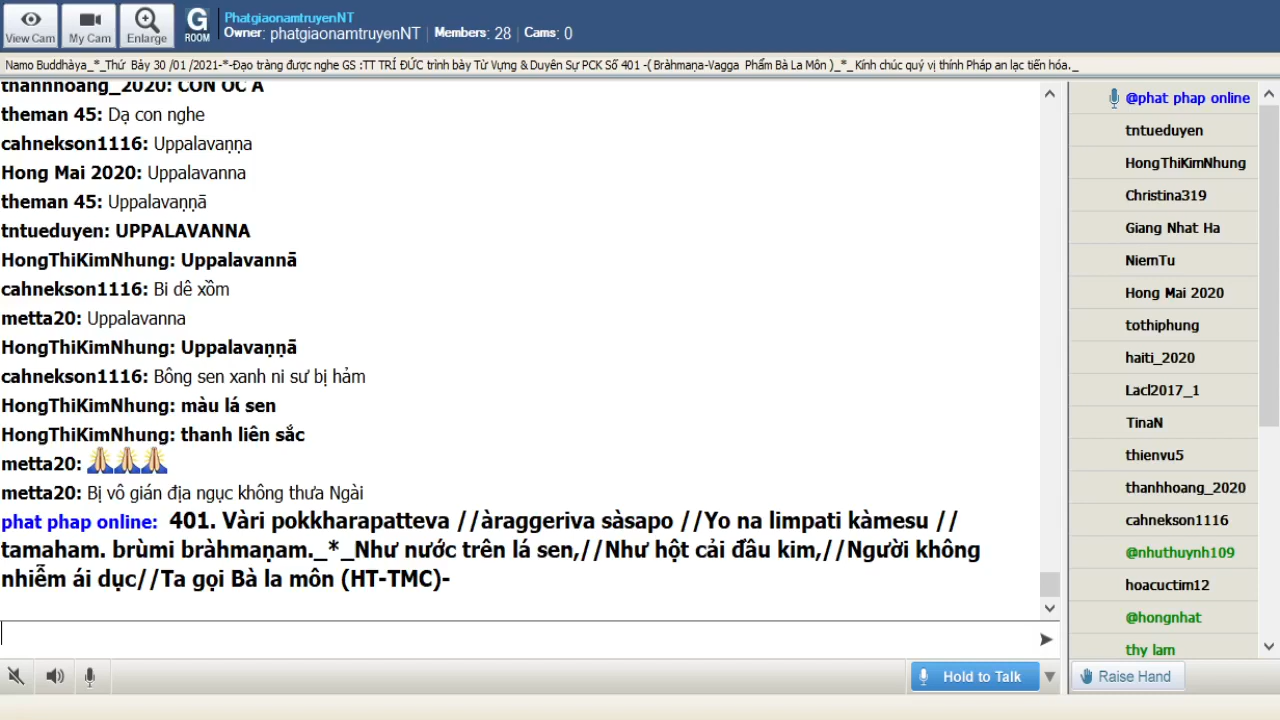 View Cam
My Cam
Enlarge
G
ROOM
PhatgiaonamtruyenNT
Owner: phatgiaonamtruyenNT | Members: 28 | Cams: 0
Namo Buddhàya_*_Thứ Bảy 30 /01 /2021-*-Đạo tràng được nghe GS :TT TRÍ ĐỨC trình bày Từ Vựng & Duyên Sự PCK Số 401 -( Bràhmaṇa-Vagga Phẩm Bà La Môn )_*_ Kính chúc quý vị thính Pháp an lạc tiến hóa._
thanhhoang_2020: CON OC A
theman 45: Dạ con nghe
cahnekson1116: Uppalavaṇṇa
Hong Mai 2020: Uppalavanna
theman 45: Uppalavaṇṇā
tntueduyen: UPPALAVANNA
HongThiKimNhung: Uppalavannā
cahnekson1116: Bi dê xồm
metta20: Uppalavanna
HongThiKimNhung: Uppalavaṇṇā
cahnekson1116: Bông sen xanh ni sư bị hảm
HongThiKimNhung: màu lá sen
HongThiKimNhung: thanh liên sắc
metta20:
metta20: Bị vô gián địa ngục không thưa Ngài
phat phap online: 401. Vàri pokkharapatteva //àraggeriva sàsapo //Yo na limpati kàmesu //
tamaham. brùmi bràhmaṇam._*_Như nước trên lá sen,//Như hột cải đầu kim,//Người không
nhiễm ái dục//Ta gọi Bà la môn (HT-TMC)-
@phat phap online
tntueduyen
HongThiKimNhung
Christina319
Giang Nhat Ha
NiemTu
Hong Mai 2020
tothiphung
haiti_2020
Lacl2017_1
TinaN
thienvu5
thanhhoang_2020
cahnekson1116
@nhuthuynh109
hoacuctim12
@hongnhat
thy lam
Hold to Talk
Raise Hand